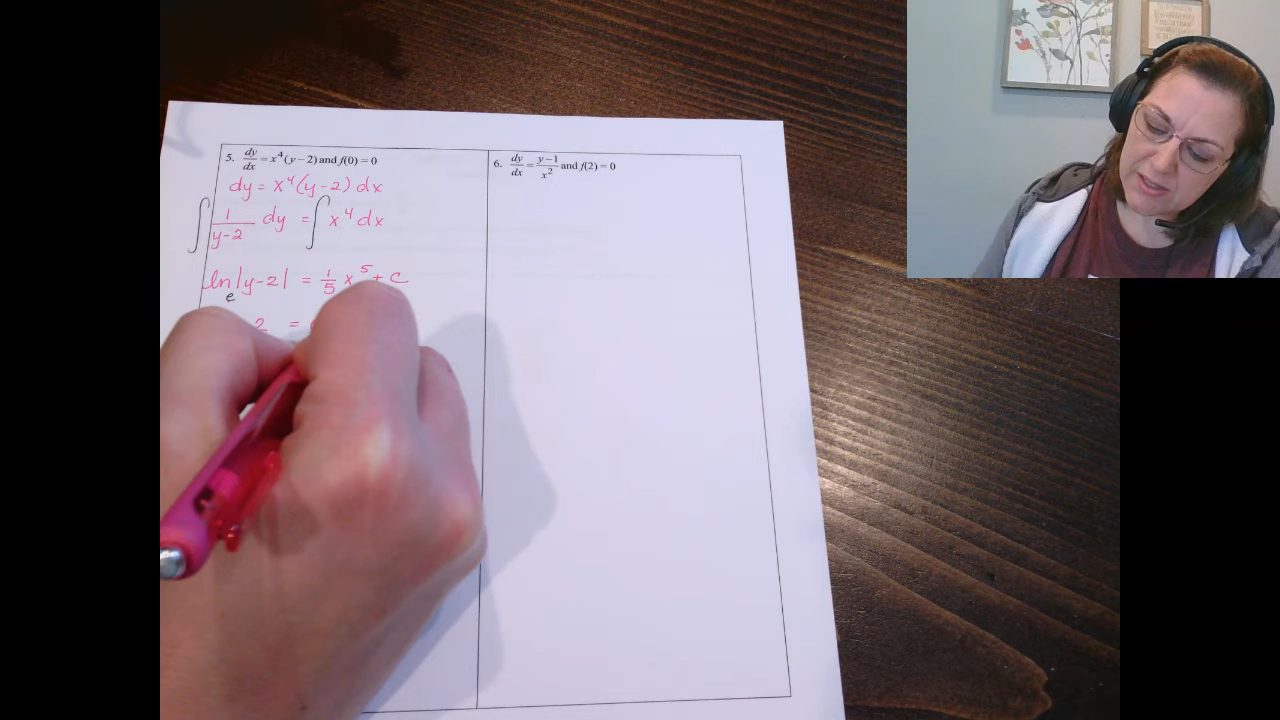 5. dy/dx = x⁴(y−2) and f(0) = 0
dy = x⁴(y−2) dx
∫ 1/(y−2) dy = ∫ x⁴ dx
ln|y−2| = 1/5 x⁵ + C
e
2 =
6. dy/dx = (y−1)/x² and f(2) = 0